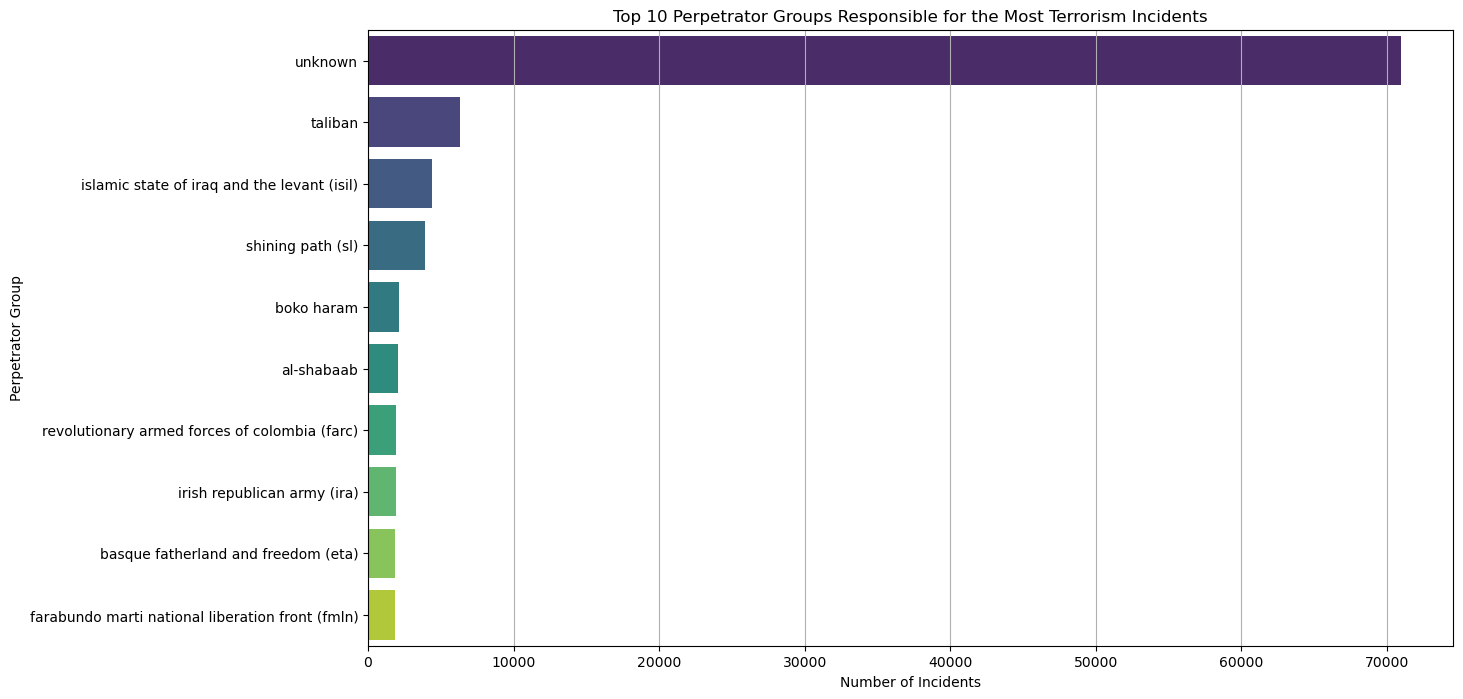 Top 10 Perpetrator Groups Responsible for the Most Terrorism Incidents
Perpetrator Group
unknown
taliban
islamic state of iraq and the levant (isil)
shining path (sl)
boko haram
al-shabaab
revolutionary armed forces of colombia (farc)
irish republican army (ira)
basque fatherland and freedom (eta)
farabundo marti national liberation front (fmln)
0 10000 20000 30000 40000 50000 60000 70000
Number of Incidents